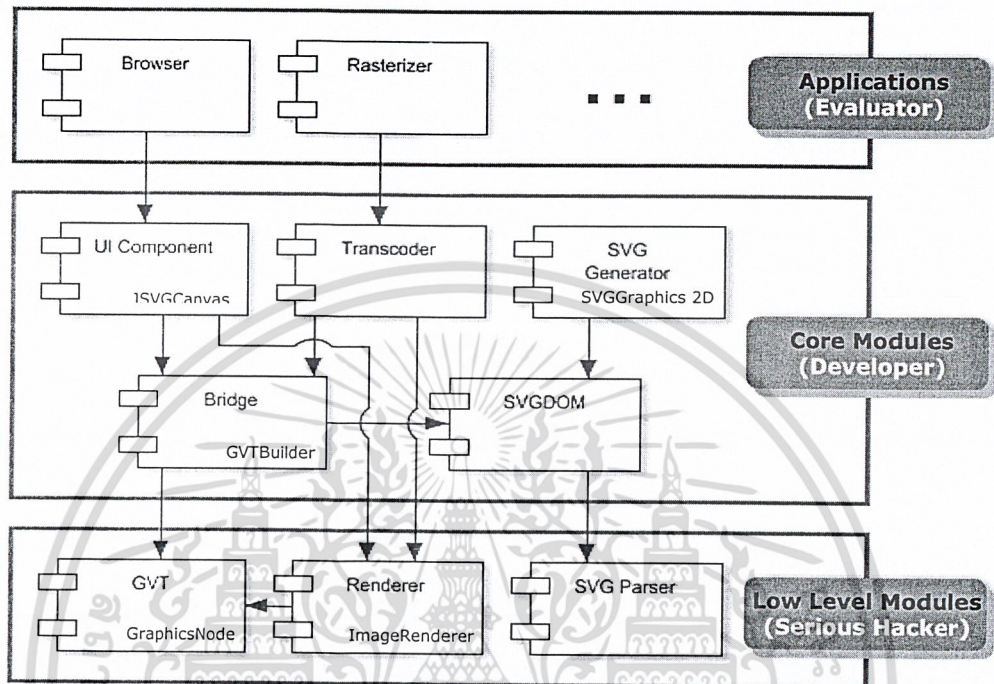 Browser
Rasterizer
...
Applications
(Evaluator)
UI Component
JSVGCanvas
Transcoder
SVG
Generator
SVGGraphics 2D
Core Modules
(Developer)
Bridge
GVTBuilder
SVGDOM
GVT
GraphicsNode
Renderer
ImageRenderer
SVG Parser
Low Level Modules
(Serious Hacker)